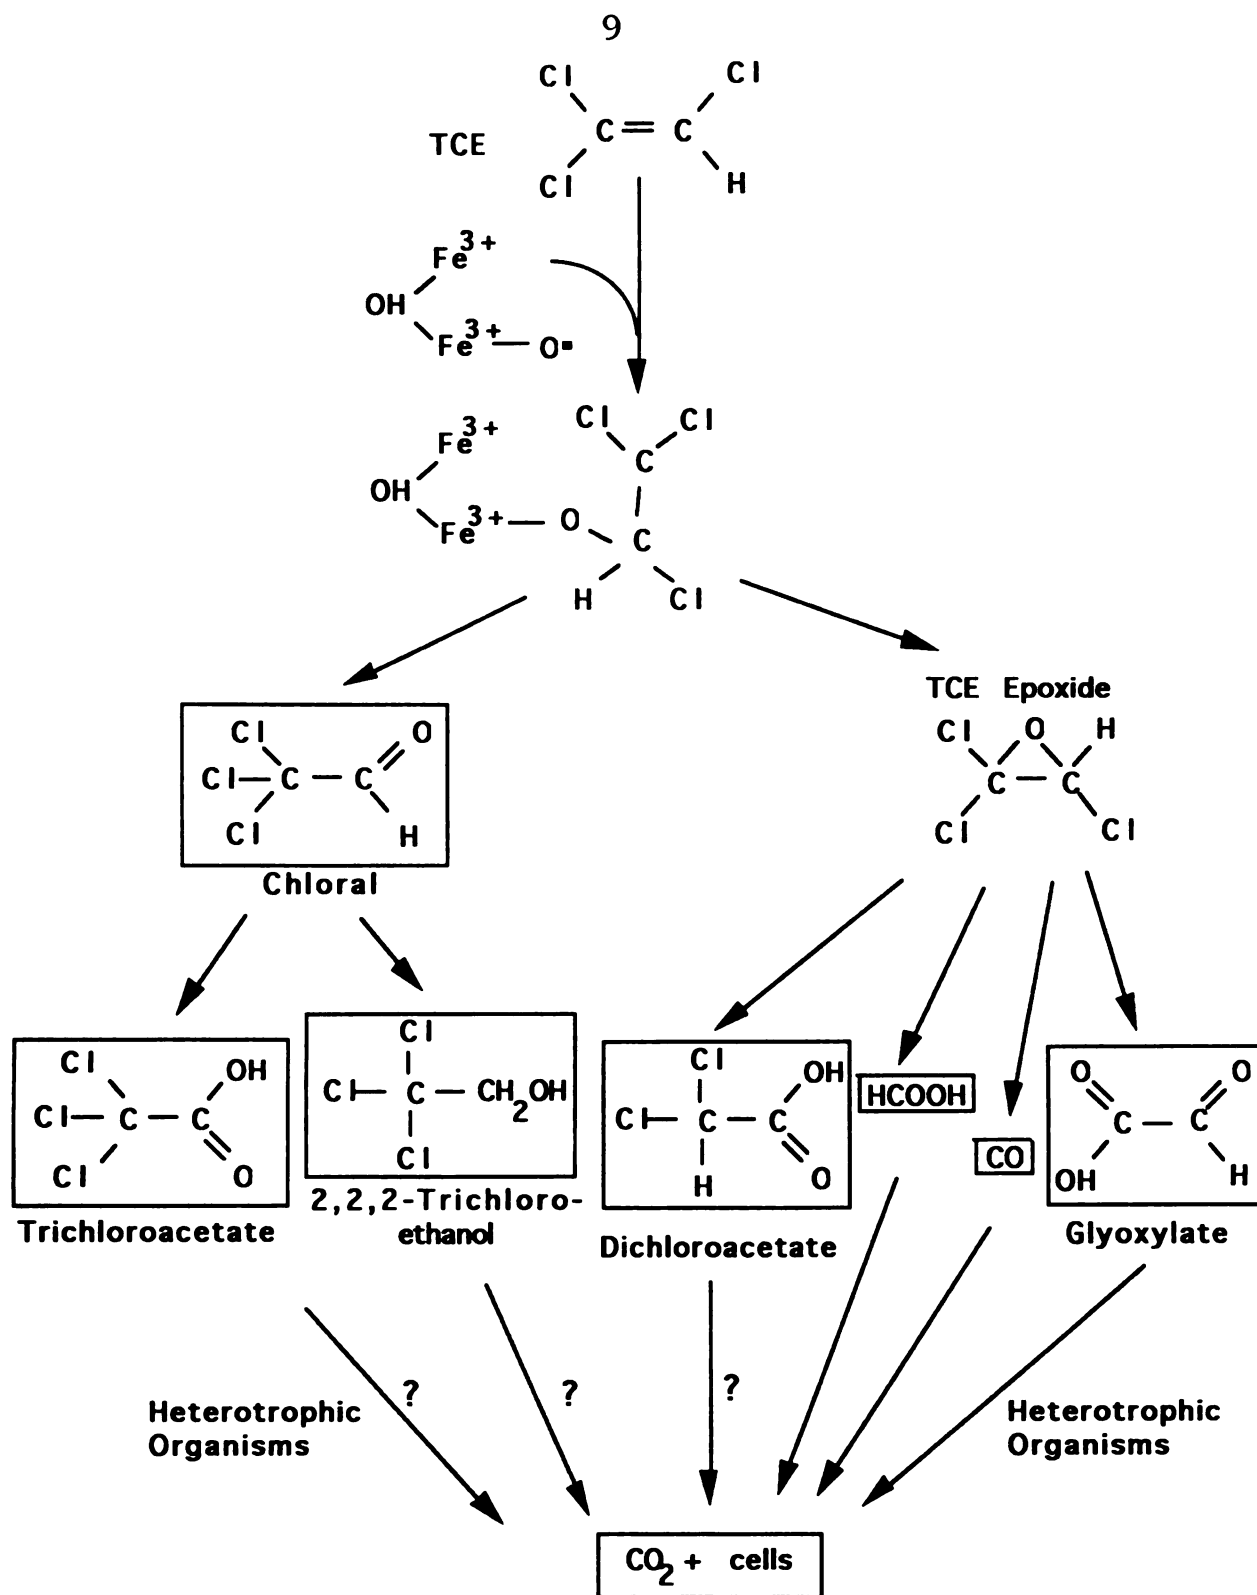 9
Cl Cl
TCE C = C
Cl H
Fe3+
OH
Fe3+ — O▪
Cl Cl
Fe3+
C
OH
Fe3+ — O
C
H Cl
TCE Epoxide
Cl O
Cl — C — C
Cl H
Chloral
Cl O H
C — C
Cl Cl
Cl OH
Cl — C — C
Cl O
Trichloroacetate
Cl
Cl — C — CH2OH
Cl
2,2,2-Trichloro-
ethanol
Cl OH
Cl — C — C
H O
Dichloroacetate
HCOOH
CO
O O
C — C
OH H
Glyoxylate
? ? ?
Heterotrophic
Organisms
Heterotrophic
Organisms
CO2 + cells